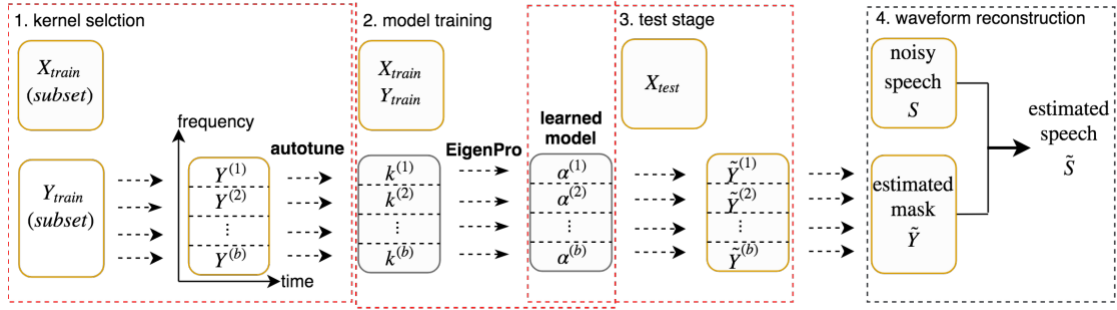 1. kernel selction
X_train
(subset)
Y_train
(subset)
frequency
Y^(1)
Y^(2)
⋮
Y^(b)
time
autotune
2. model training
X_train
Y_train
k^(1)
k^(2)
⋮
k^(b)
EigenPro
learned
model
α^(1)
α^(2)
⋮
α^(b)
3. test stage
X_test
Ỹ^(1)
Ỹ^(2)
⋮
Ỹ^(b)
4. waveform reconstruction
noisy
speech
S
estimated
mask
Ỹ
estimated
speech
S̃